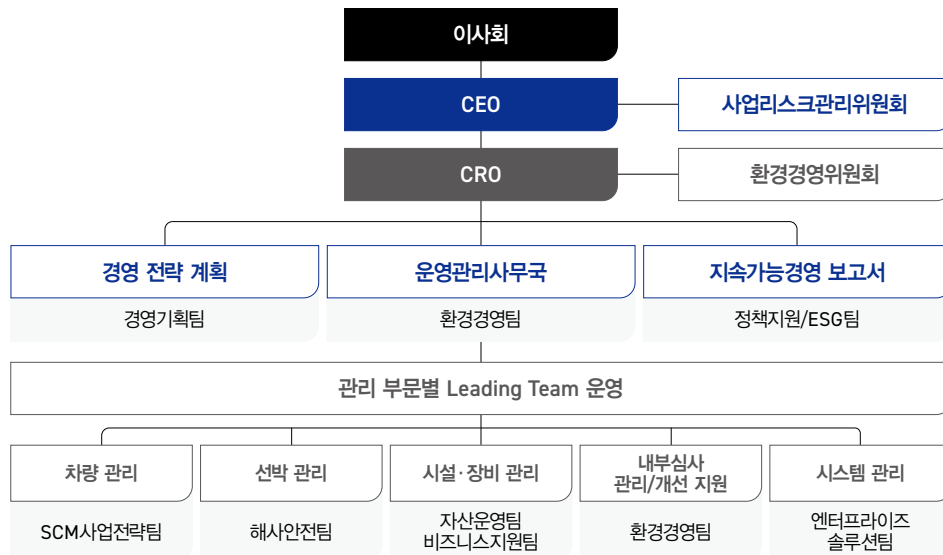 이사회
CEO
사업리스크관리위원회
CRO
환경경영위원회
경영 전략 계획
운영관리사무국
지속가능경영 보고서
경영기획팀
환경경영팀
정책지원/ESG팀
관리 부문별 Leading Team 운영
차량 관리
선박 관리
시설·장비 관리
내부심사
관리/개선 지원
시스템 관리
SCM사업전략팀
해사안전팀
자산운영팀
비즈니스지원팀
환경경영팀
엔터프라이즈
솔루션팀